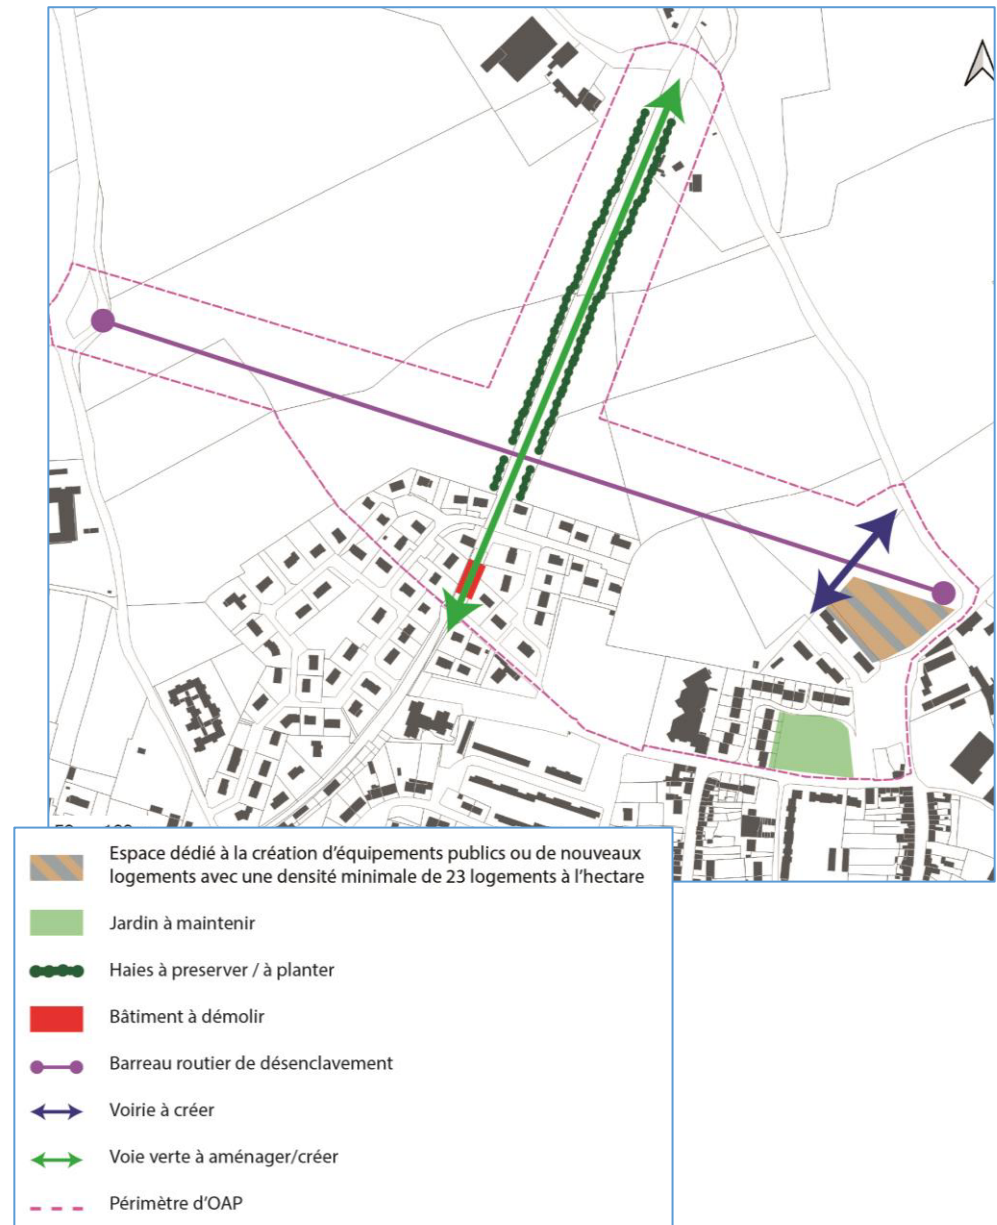 Espace dédié à la création d’équipements publics ou de nouveaux
logements avec une densité minimale de 23 logements à l’hectare
Jardin à maintenir
Haies à preserver / à planter
Bâtiment à démolir
Barreau routier de désenclavement
Voirie à créer
Voie verte à aménager/créer
Périmètre d’OAP